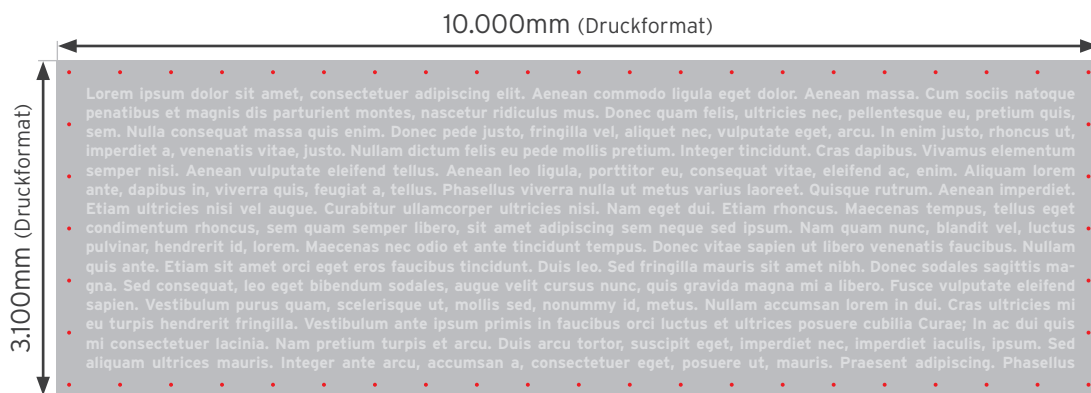 10.000mm (Druckformat)
3.100mm (Druckformat)
Lorem ipsum dolor sit amet, consectetuer adipiscing elit. Aenean commodo ligula eget dolor. Aenean massa. Cum sociis natoque
penatibus et magnis dis parturient montes, nascetur ridiculus mus. Donec quam felis, ultricies nec, pellentesque eu, pretium quis,
sem. Nulla consequat massa quis enim. Donec pede justo, fringilla vel, aliquet nec, vulputate eget, arcu. In enim justo, rhoncus ut,
imperdiet a, venenatis vitae, justo. Nullam dictum felis eu pede mollis pretium. Integer tincidunt. Cras dapibus. Vivamus elementum
semper nisi. Aenean vulputate eleifend tellus. Aenean leo ligula, porttitor eu, consequat vitae, eleifend ac, enim. Aliquam lorem
ante, dapibus in, viverra quis, feugiat a, tellus. Phasellus viverra nulla ut metus varius laoreet. Quisque rutrum. Aenean imperdiet.
Etiam ultricies nisi vel augue. Curabitur ullamcorper ultricies nisi. Nam eget dui. Etiam rhoncus. Maecenas tempus, tellus eget
condimentum rhoncus, sem quam semper libero, sit amet adipiscing sem neque sed ipsum. Nam quam nunc, blandit vel, luctus
pulvinar, hendrerit id, lorem. Maecenas nec odio et ante tincidunt tempus. Donec vitae sapien ut libero venenatis faucibus. Nullam
quis ante. Etiam sit amet orci eget eros faucibus tincidunt. Duis leo. Sed fringilla mauris sit amet nibh. Donec sodales sagittis ma-
gna. Sed consequat, leo eget bibendum sodales, augue velit cursus nunc, quis gravida magna mi a libero. Fusce vulputate eleifend
sapien. Vestibulum purus quam, scelerisque ut, mollis sed, nonummy id, metus. Nullam accumsan lorem in dui. Cras ultricies mi
eu turpis hendrerit fringilla. Vestibulum ante ipsum primis in faucibus orci luctus et ultrices posuere cubilia Curae; In ac dui quis
mi consectetuer lacinia. Nam pretium turpis et arcu. Duis arcu tortor, suscipit eget, imperdiet nec, imperdiet iaculis, ipsum. Sed
aliquam ultrices mauris. Integer ante arcu, accumsan a, consectetuer eget, posuere ut, mauris. Praesent adipiscing. Phasellus